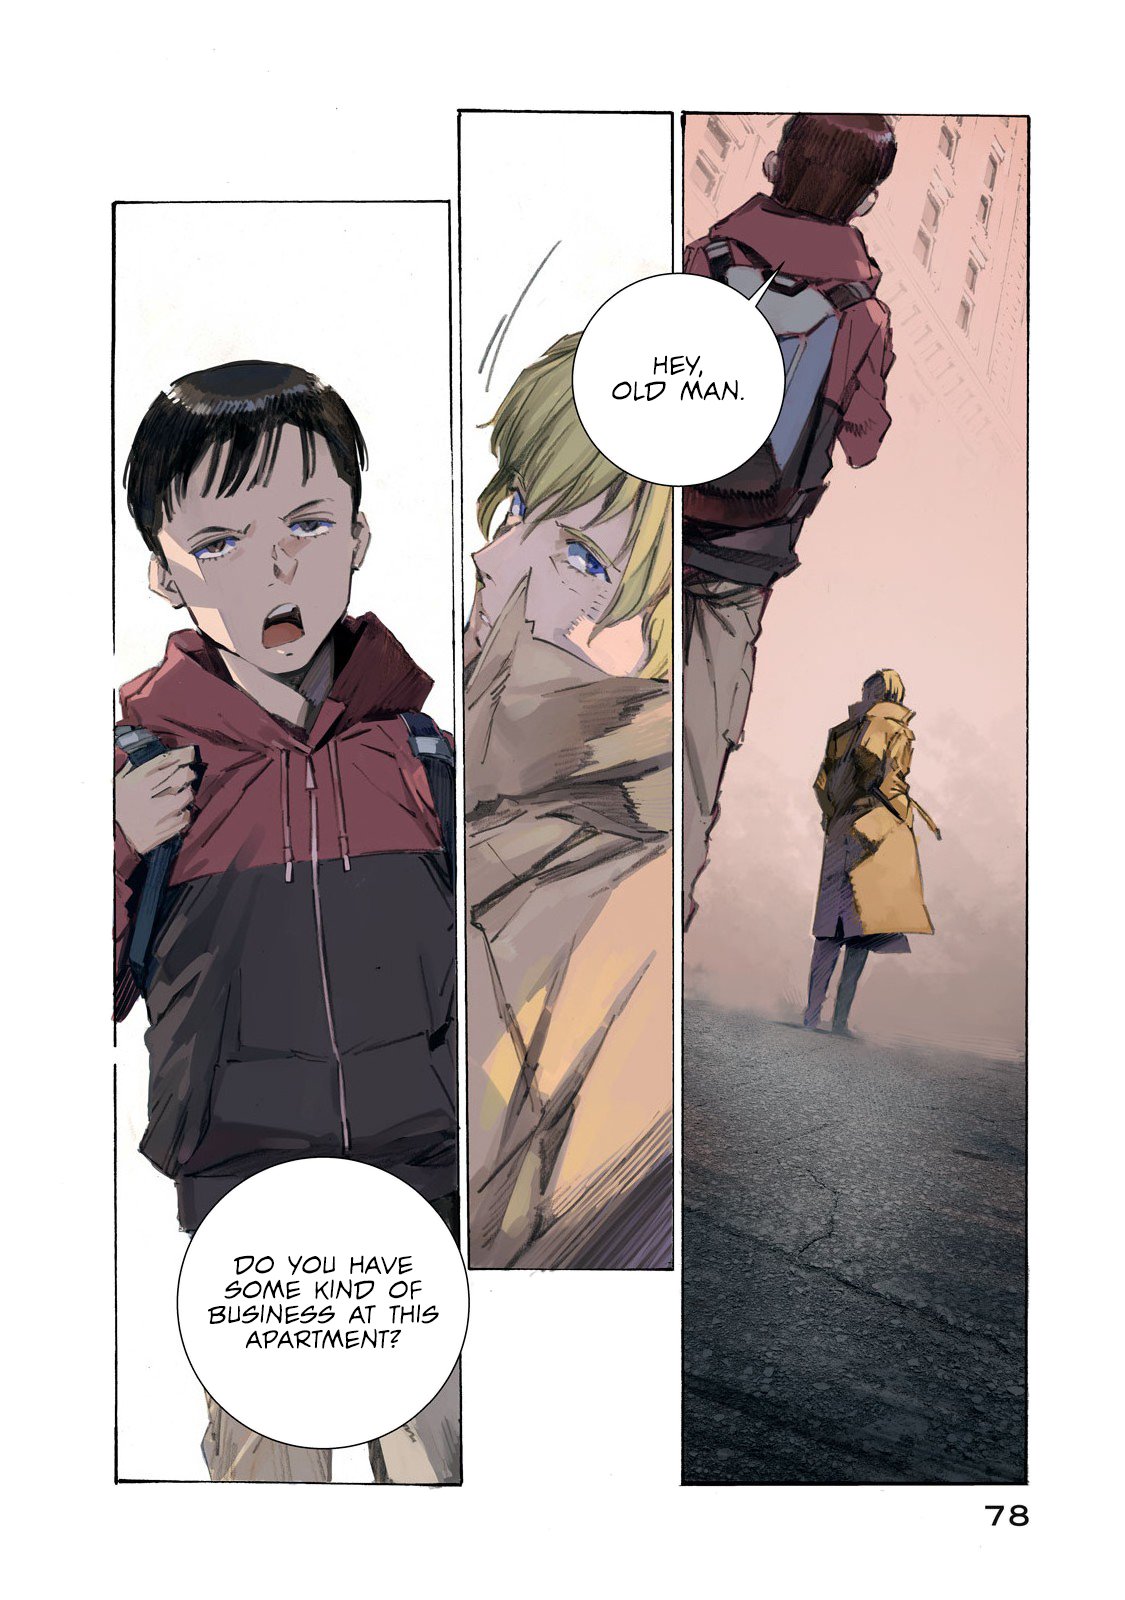 HEY,
OLD MAN.
DO YOU HAVE
SOME KIND OF
BUSINESS AT THIS
APARTMENT?
78